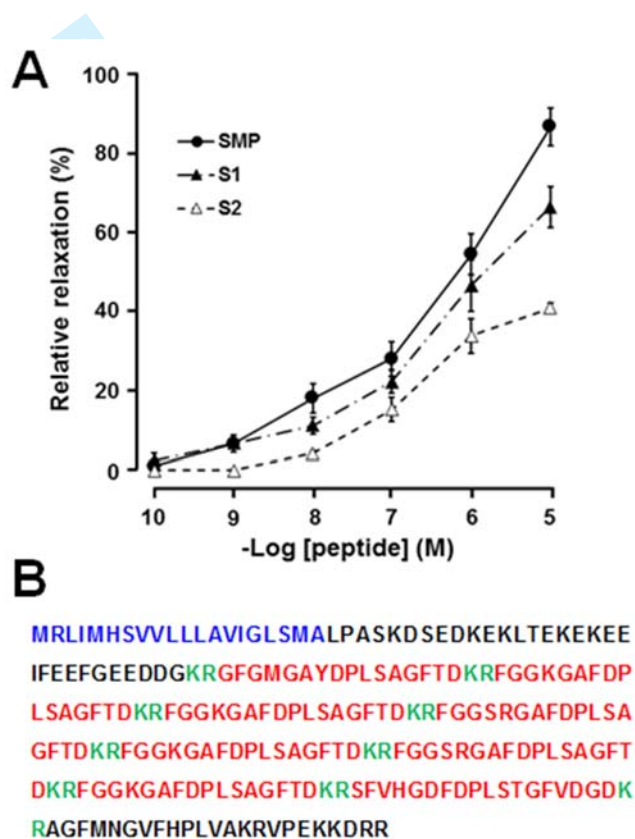 A
100
80
60
40
20
0
Relative relaxation (%)
SMP
S1
S2
10 9 8 7 6 5
-Log [peptide] (M)
B
MRLIMHSVVLLLAVIGLSMALPASKDSEDKEKLTEKEKEE
IFEEFGEEDDGKRGFGMGAYDPLSAGFTDKRFGGKGAFDP
LSAGFTDKRFGGKGAFDPLSAGFTDKRFGGSRGAFDPLSA
GFTDKRFGGKGAFDPLSAGFTDKRFGGSRGAFDPLSAGFT
DKRFGGKGAFDPLSAGFTDKRSFVHGDFDPLSTGFVDGDK
RAGFMNGVFHPLVAKRVPEKKDRR